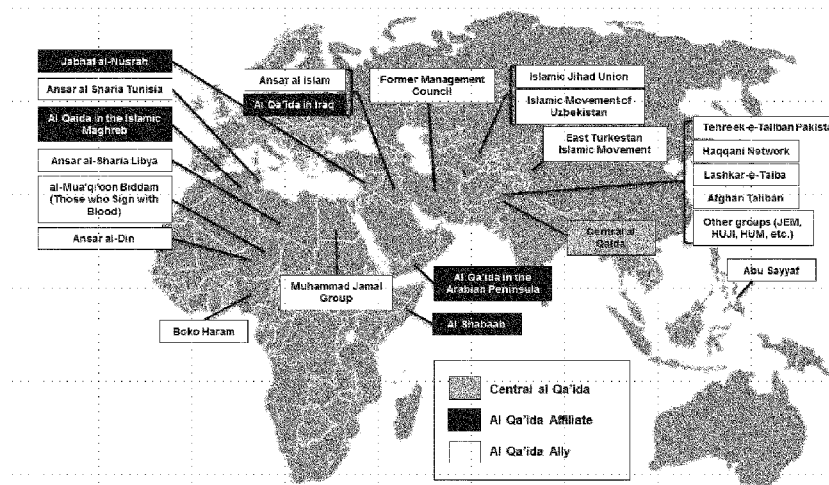 Jabhat al-Nusrah
Ansar al Sharia Tunisia
Al Qaida in the Islamic
Maghreb
Ansar al-Sharia Libya
al-Mua'qi'oon Biddam
(Those who Sign with
Blood)
Ansar al-Din
Boko Haram
Ansar al Islam
Al Qa'ida in Iraq
Former Management
Council
Islamic Jihad Union
Islamic Movement of
Uzbekistan
East Turkestan
Islamic Movement
Tehreek-e-Taliban Pakista
Haqqani Network
Lashkar-e-Taiba
Afghan Taliban
Other groups (JEM,
HUJI, HUM, etc.)
Central al
Qaida
Abu Sayyaf
Muhammad Jamal
Group
Al Qa'ida in the
Arabian Peninsula
Al Shabaab
Central al Qa'ida
Al Qa'ida Affiliate
Al Qa'ida Ally